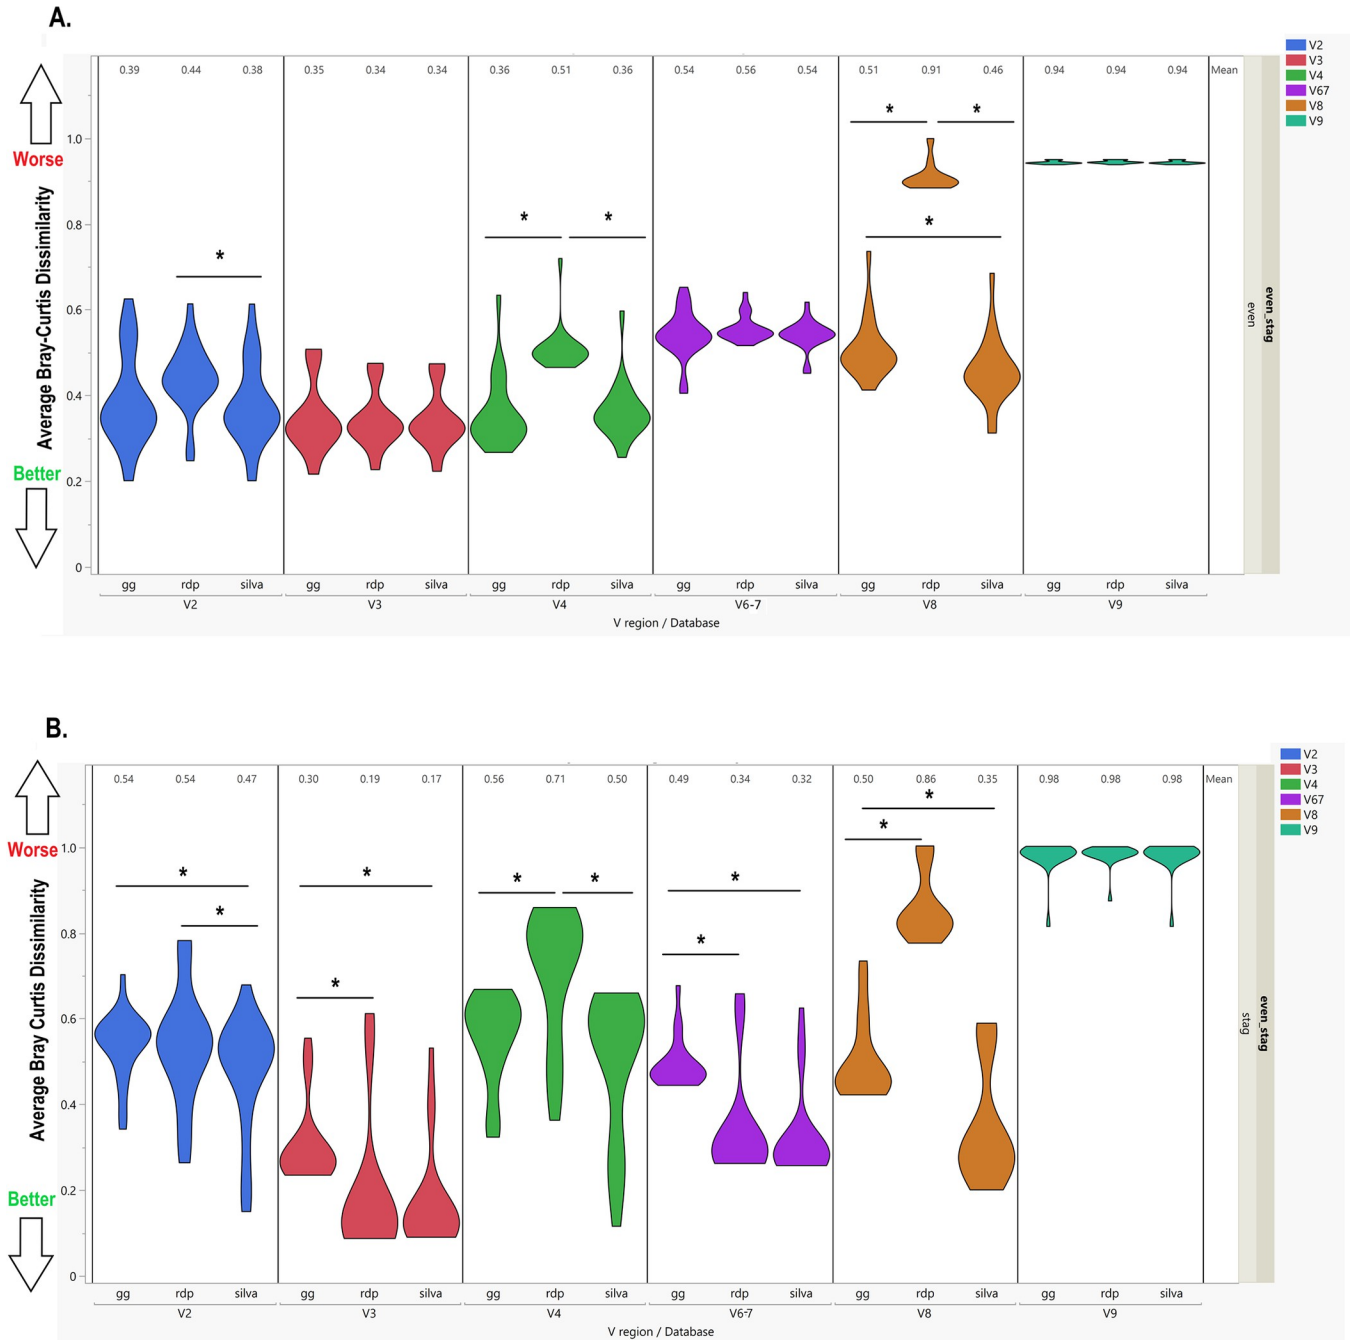 A.
0.39 0.44 0.38 0.35 0.34 0.34 0.36 0.51 0.36 0.54 0.56 0.54 0.51 0.91 0.46 0.94 0.94 0.94 Mean
V2
V3
V4
V67
V8
V9
* *
Worse
1.0
Average Bray-Curtis Dissimilarity
0.8
* * * *
0.6
0.4
Better
0.2
0
even
even_stag
gg rdp silva gg rdp silva gg rdp silva gg rdp silva gg rdp silva gg rdp silva
V2 V3 V4 V6-7 V8 V9
V region / Database
B.
0.54 0.54 0.47 0.30 0.19 0.17 0.56 0.71 0.50 0.49 0.34 0.32 0.50 0.86 0.35 0.98 0.98 0.98 Mean
V2
V3
V4
V67
V8
V9
* *
Worse
1.0
Average Bray Curtis Dissimilarity
* * * * * * * *
0.8
0.6
0.4
Better
0.2
0
stag
even_stag
gg rdp silva gg rdp silva gg rdp silva gg rdp silva gg rdp silva gg rdp silva
V2 V3 V4 V6-7 V8 V9
V region / Database